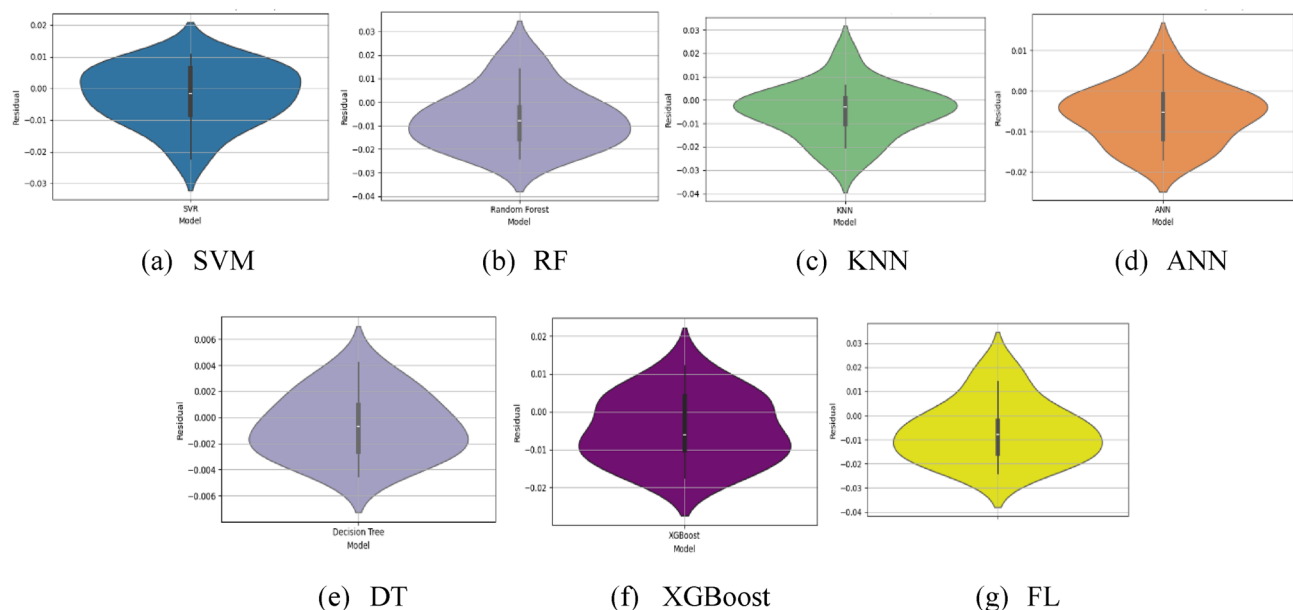 0.02
0.01
0.00
−0.01
−0.02
−0.03
Residual
SVR
Model
0.03
0.02
0.01
0.00
−0.01
−0.02
−0.03
−0.04
Residual
Random Forest
Model
0.03
0.02
0.01
0.00
−0.01
−0.02
−0.03
−0.04
Residual
KNN
Model
0.01
0.00
−0.01
−0.02
Residual
ANN
Model
(a) SVM
(b) RF
(c) KNN
(d) ANN
0.006
0.004
0.002
0.000
−0.002
−0.004
−0.006
Residual
Decision Tree
Model
0.02
0.01
0.00
−0.01
−0.02
Residual
XGBoost
Model
0.03
0.02
0.01
0.00
−0.01
−0.02
−0.03
−0.04
Residual
(e) DT
(f) XGBoost
(g) FL